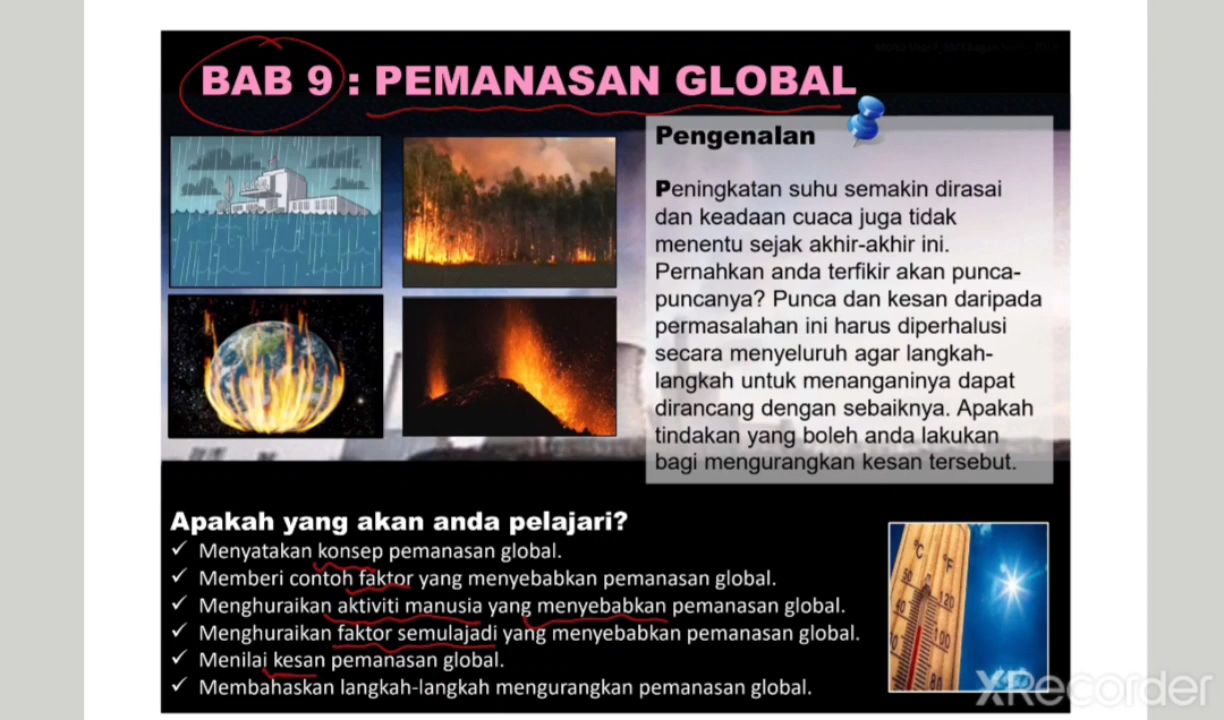 BAB 9 : PEMANASAN GLOBAL
Pengenalan
Peningkatan suhu semakin dirasai
dan keadaan cuaca juga tidak
menentu sejak akhir-akhir ini.
Pernahkan anda terfikir akan punca-
puncanya? Punca dan kesan daripada
permasalahan ini harus diperhalusi
secara menyeluruh agar langkah-
langkah untuk menanganinya dapat
dirancang dengan sebaiknya. Apakah
tindakan yang boleh anda lakukan
bagi mengurangkan kesan tersebut.
Apakah yang akan anda pelajari?
✓ Menyatakan konsep pemanasan global.
✓ Memberi contoh faktor yang menyebabkan pemanasan global.
✓ Menghuraikan aktiviti manusia yang menyebabkan pemanasan global.
✓ Menghuraikan faktor semulajadi yang menyebabkan pemanasan global.
✓ Menilai kesan pemanasan global.
✓ Membahaskan langkah-langkah mengurangkan pemanasan global.
°C °F
50 120
40 100
80
XRecorder